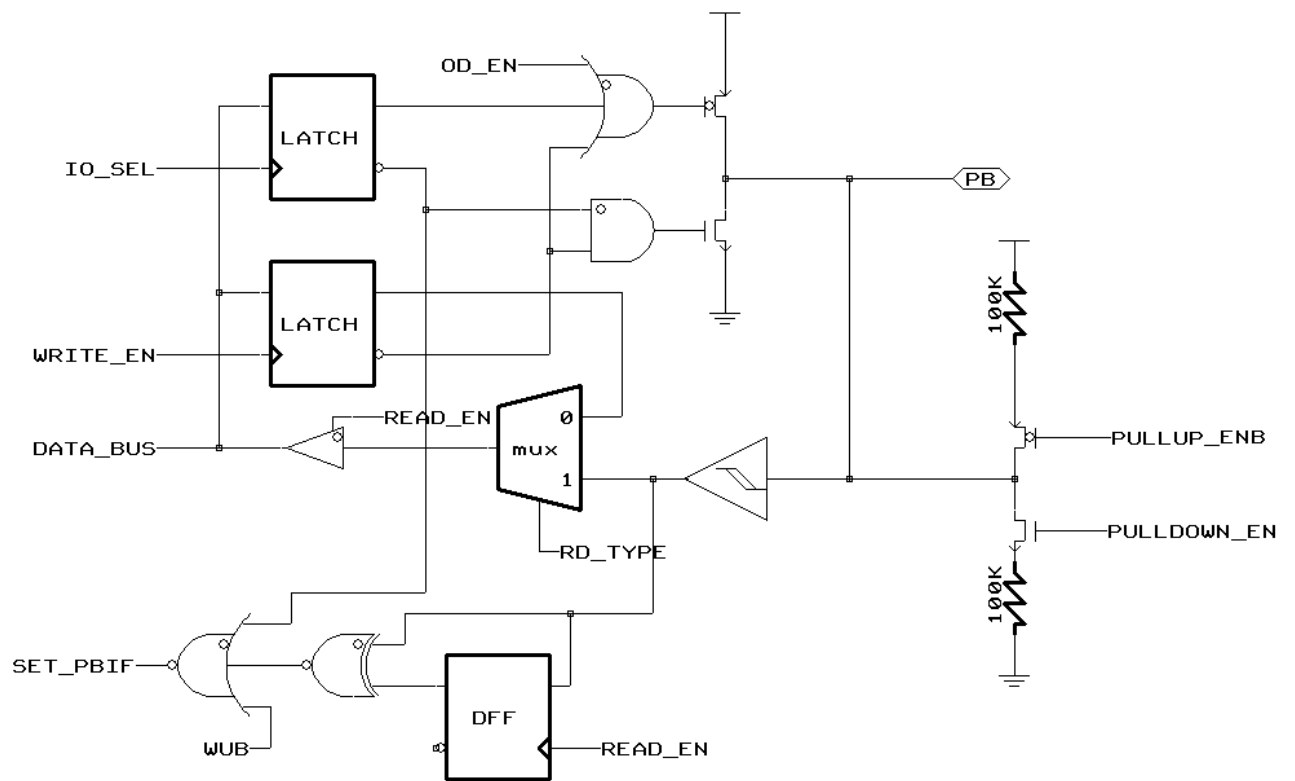 OD_EN
LATCH
IO_SEL
PB
LATCH
100K
WRITE_EN
READ_EN
0
DATA_BUS
mux
PULLUP_ENB
1
PULLDOWN_EN
RD_TYPE
100K
SET_PBIF
DFF
WUB
READ_EN